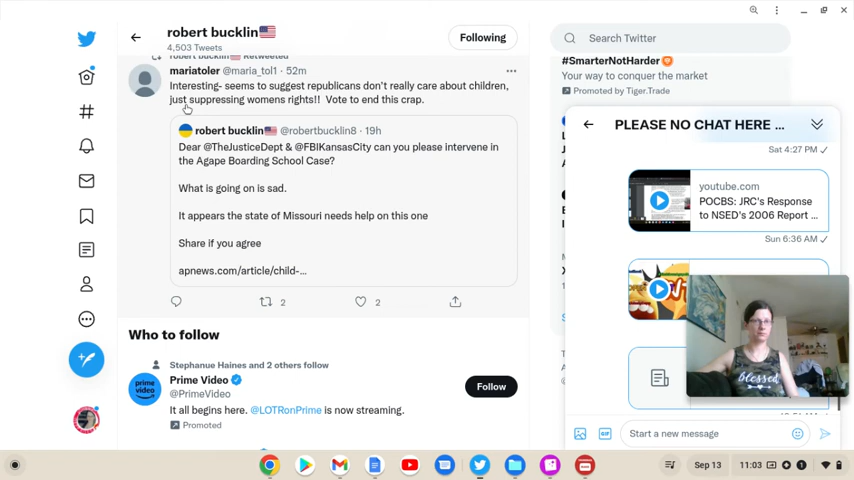 robert bucklin
4,503 Tweets
Following
Search Twitter
robert bucklin Retweeted
mariatoler @maria_tol1 · 52m
Interesting- seems to suggest republicans don't really care about children,
just suppressing womens rights!! Vote to end this crap.
robert bucklin @robertbucklin8 · 19h
Dear @TheJusticeDept & @FBIKansasCity can you please intervene in
the Agape Boarding School Case?
What is going on is sad.
It appears the state of Missouri needs help on this one
Share if you agree
apnews.com/article/child-...
2
2
Who to follow
Stephanue Haines and 2 others follow
Prime Video
@PrimeVideo
It all begins here. @LOTRonPrime is now streaming.
Promoted
Follow
#SmarterNotHarder
Your way to conquer the market
Promoted by Tiger.Trade
PLEASE NO CHAT HERE ...
Sat 4:27 PM
youtube.com
POCBS: JRC's Response
to NSED's 2006 Report ...
Sun 6:36 AM
blessed
GIF
Start a new message
prime
video
Sep 13
11:03